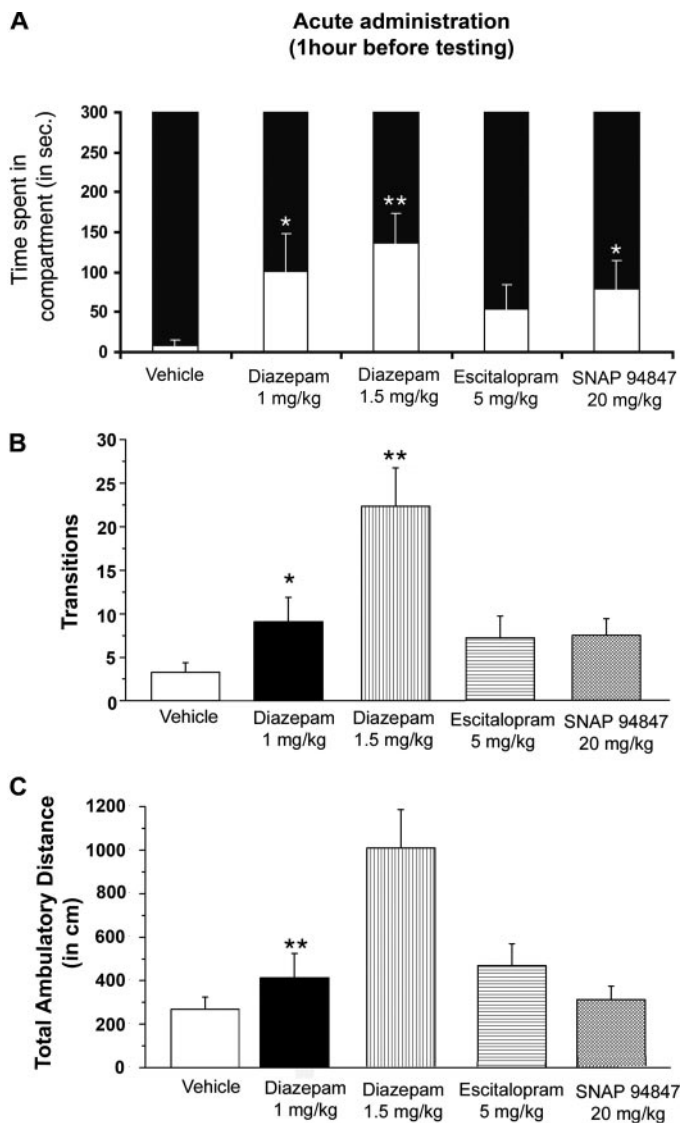 A
Acute administration
(1hour before testing)
Time spent in
compartment (in sec.)
300
250
200
150
100
50
0
*
**
*
Vehicle
Diazepam
1 mg/kg
Diazepam
1.5 mg/kg
Escitalopram
5 mg/kg
SNAP 94847
20 mg/kg
B
Transitions
30
25
20
15
10
5
0
*
**
Vehicle
Diazepam
1 mg/kg
Diazepam
1.5 mg/kg
Escitalopram
5 mg/kg
SNAP 94847
20 mg/kg
C
Total Ambulatory Distance
(in cm)
1200
1000
800
600
400
200
0
**
Vehicle
Diazepam
1 mg/kg
Diazepam
1.5 mg/kg
Escitalopram
5 mg/kg
SNAP 94847
20 mg/kg